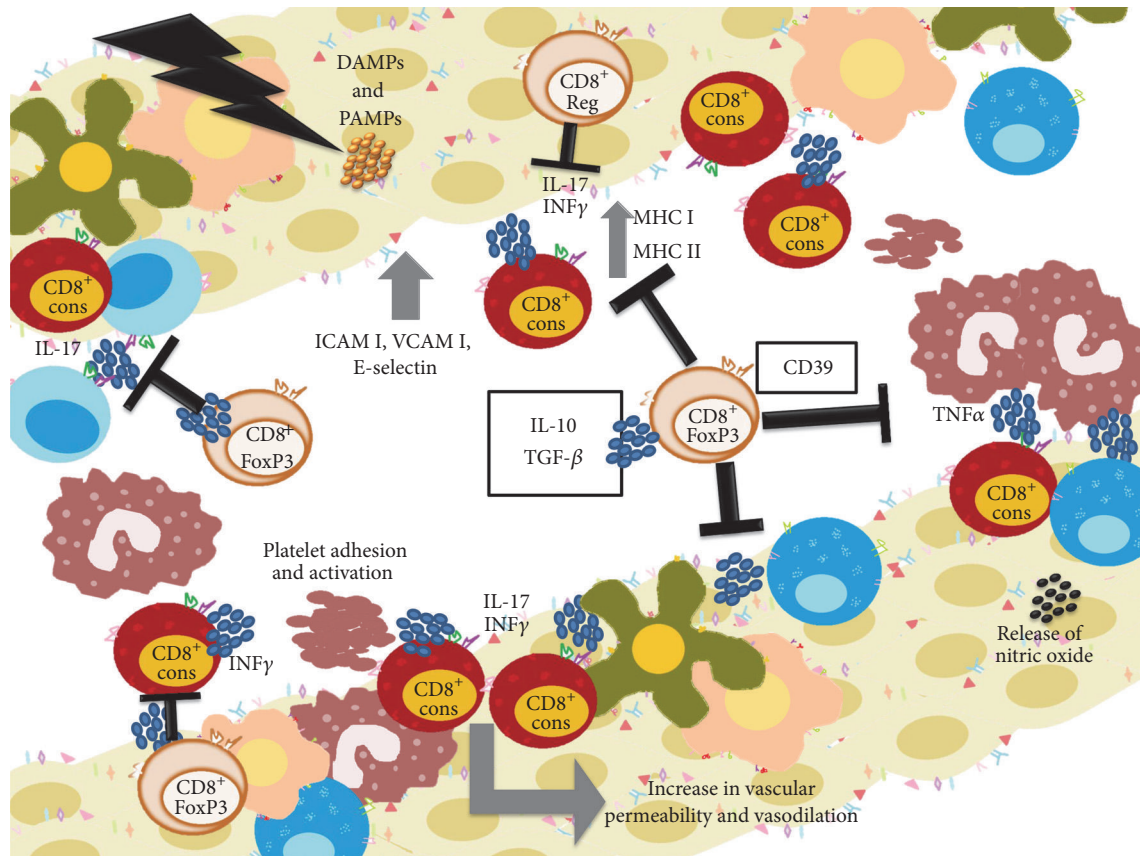 DAMPs
and
PAMPs
CD8⁺
Reg
IL-17
INFγ
CD8⁺
cons
CD8⁺
cons
MHC I
MHC II
CD8⁺
cons
CD8⁺
cons
IL-17
ICAM I, VCAM I,
E-selectin
CD8⁺
FoxP3
CD39
CD8⁺
FoxP3
IL-10
TGF-β
TNFα
CD8⁺
cons
Platelet adhesion
and activation
IL-17
INFγ
CD8⁺
cons
INFγ
CD8⁺
cons
CD8⁺
cons
Release of
nitric oxide
CD8⁺
FoxP3
Increase in vascular
permeability and vasodilation